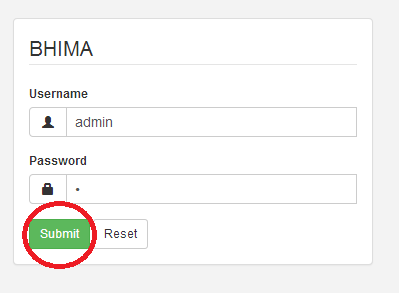 BHIMA
Username
admin
Password
•
Submit Reset